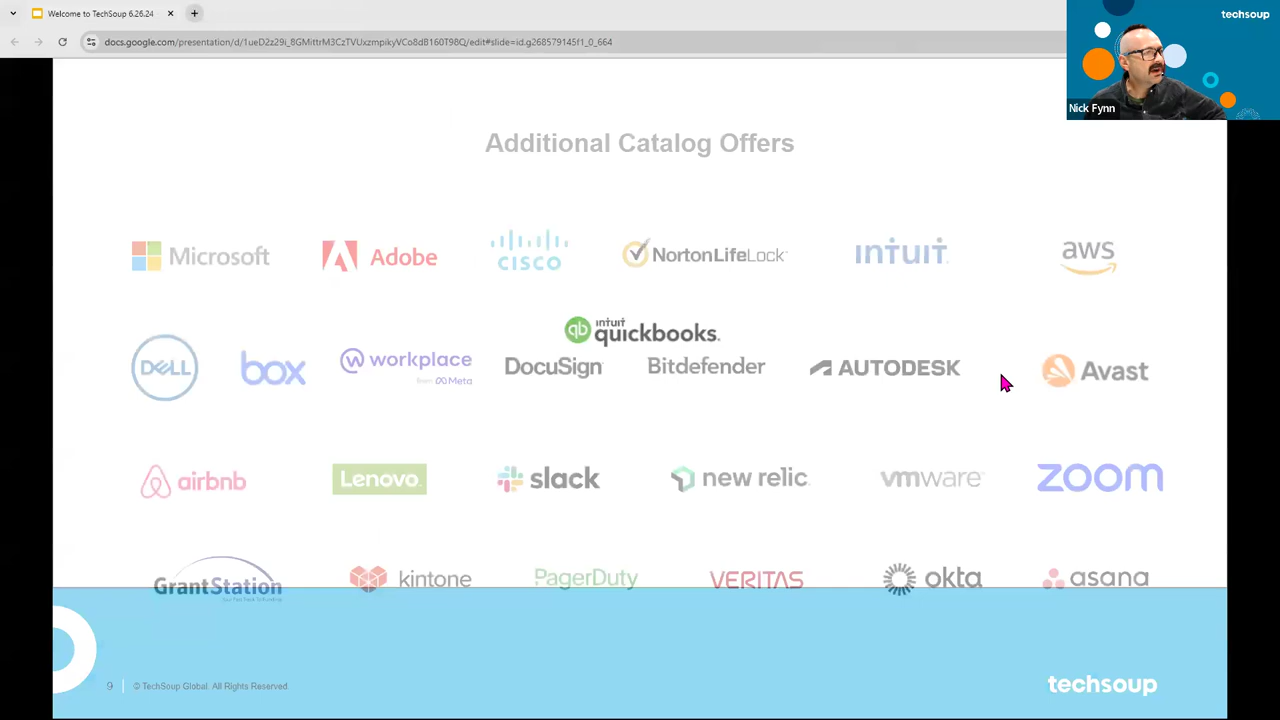 Welcome to TechSoup 6.26.24
docs.google.com/presentation/d/1ueD2z29i_8GMittrM3CzTVUxzmpikyVCo8dB160T98Q/edit#slide=id.g268579145f1_0_664
techsoup
Nick Fynn
Additional Catalog Offers
Microsoft Adobe CISCO NortonLifeLock intuit aws
intuit quickbooks.
DELL box workplace from Meta DocuSign Bitdefender AUTODESK Avast
airbnb Lenovo slack new relic vmware zoom
GrantStation kintone PagerDuty VERITAS okta asana
9 © TechSoup Global. All Rights Reserved. techsoup